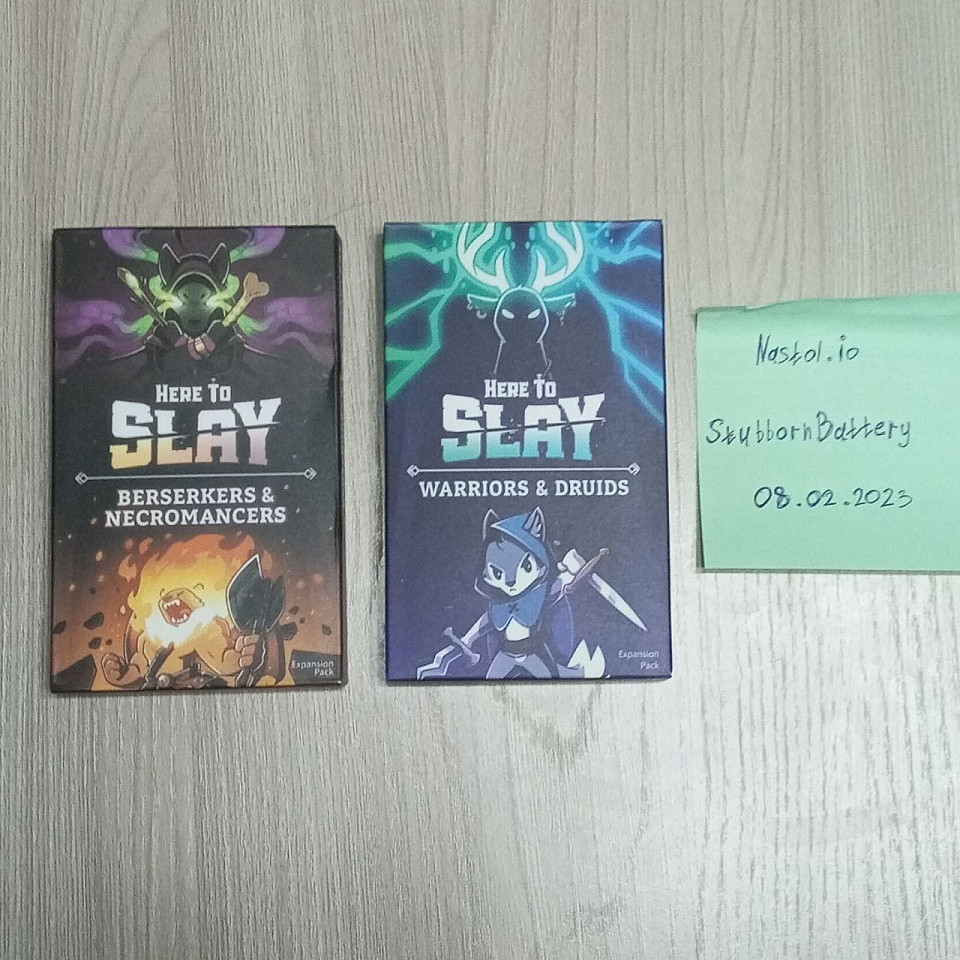 HERE TO
SLAY
BERSERKERS &
NECROMANCERS
Expansion
Pack
HERE TO
SLAY
WARRIORS & DRUIDS
Expansion
Pack
Nastol.io
StubbornBattery
08.02.2023